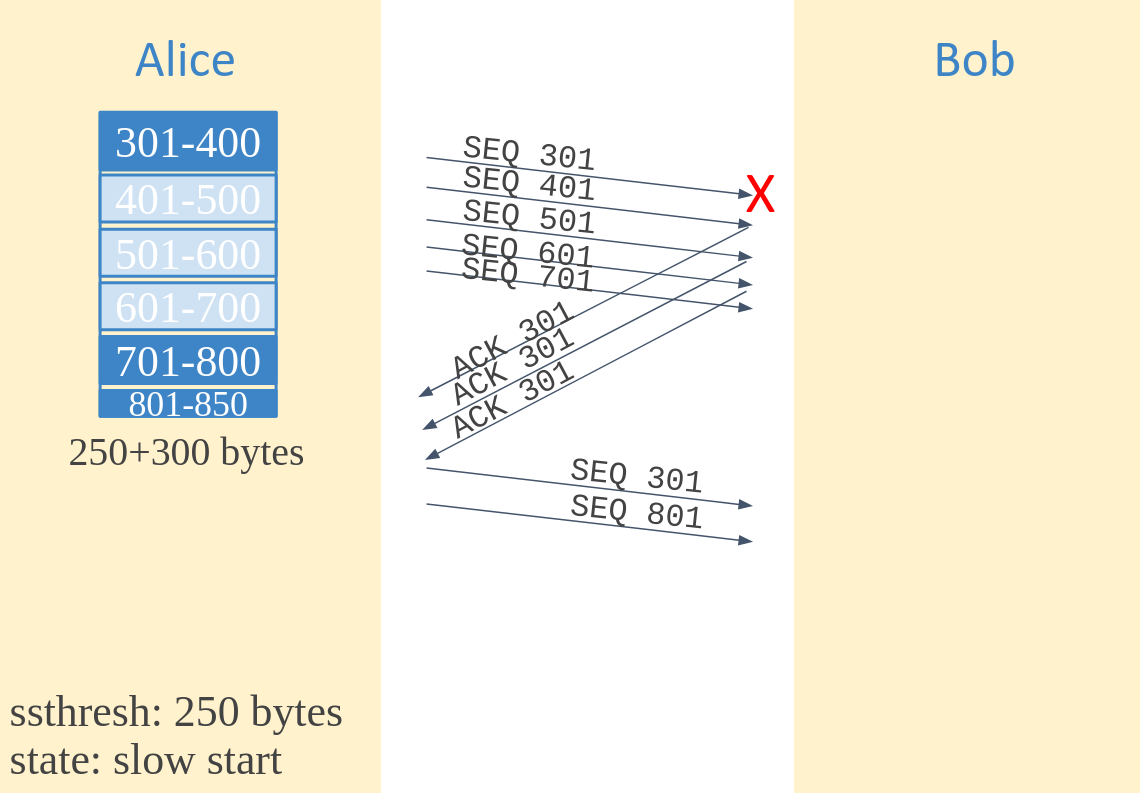 Alice
Bob
301-400
401-500
501-600
601-700
701-800
801-850
250+300 bytes
SEQ 301
SEQ 401
SEQ 501
SEQ 601
SEQ 701
X
ACK 301
ACK 301
ACK 301
SEQ 301
SEQ 801
ssthresh: 250 bytes
state: slow start